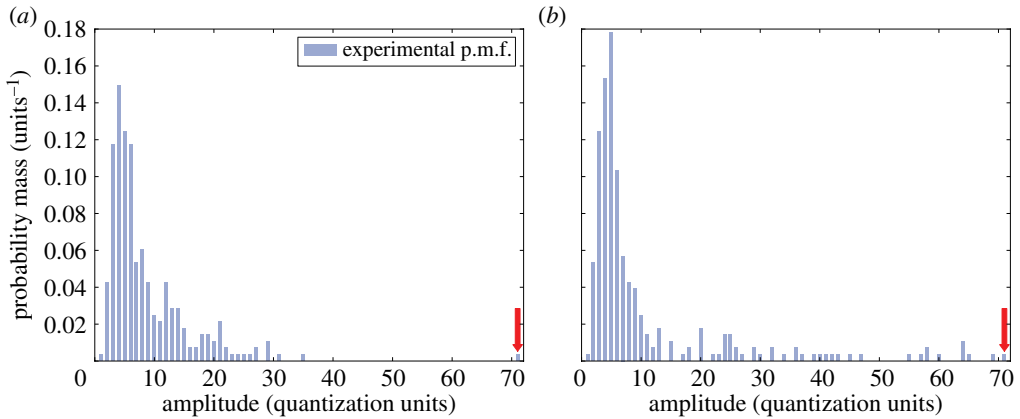 (a)
(b)
0.18
0.16
0.14
0.12
0.10
0.08
0.06
0.04
0.02
probability mass (units−1)
experimental p.m.f.
0 10 20 30 40 50 60 70
0 10 20 30 40 50 60 70
amplitude (quantization units)
amplitude (quantization units)